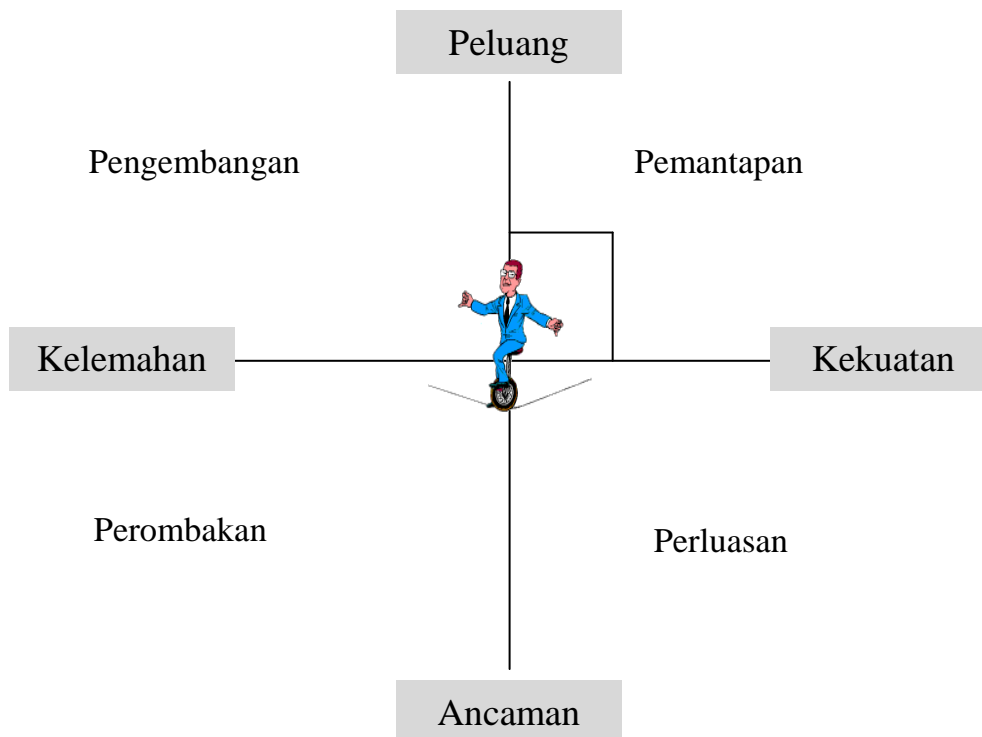 Peluang
Pengembangan
Pemantapan
Kelemahan
Kekuatan
Perombakan
Perluasan
Ancaman